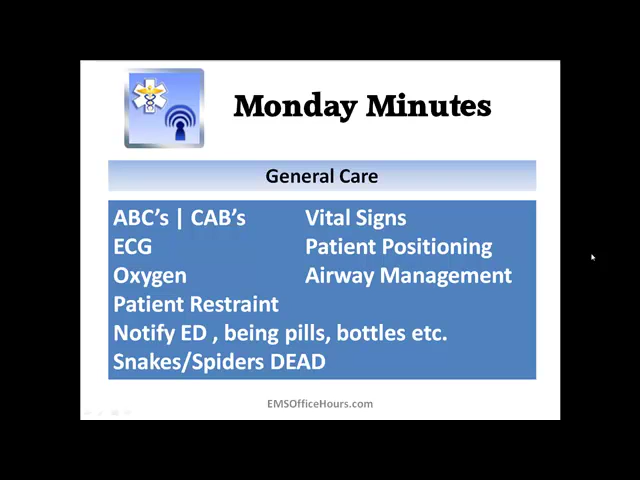 Monday Minutes
General Care
ABC's | CAB's Vital Signs
ECG Patient Positioning
Oxygen Airway Management
Patient Restraint
Notify ED , being pills, bottles etc.
Snakes/Spiders DEAD
EMSOfficeHours.com